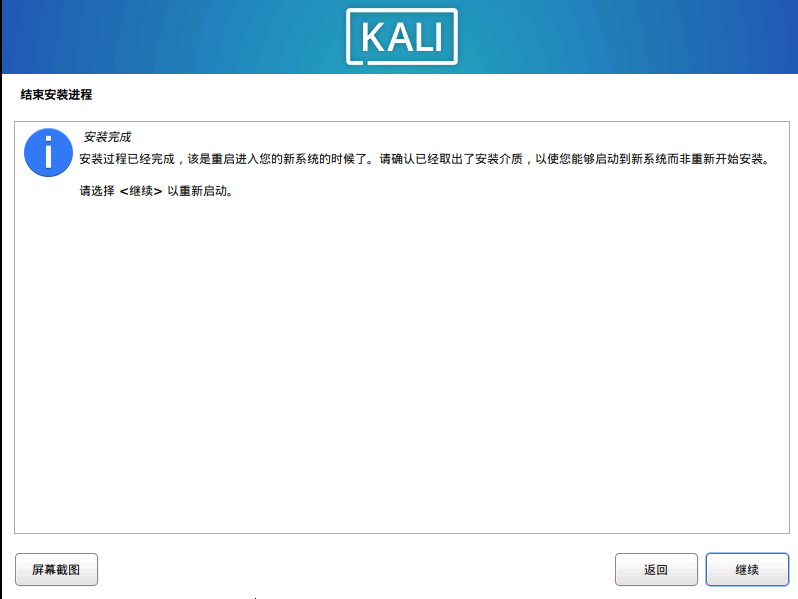 KALI
结束安装进程
安装完成
安装过程已经完成，该是重启进入您的新系统的时候了。请确认已经取出了安装介质，以使您能够启动到新系统而非重新开始安装。
请选择 <继续> 以重新启动。
屏幕截图
返回
继续